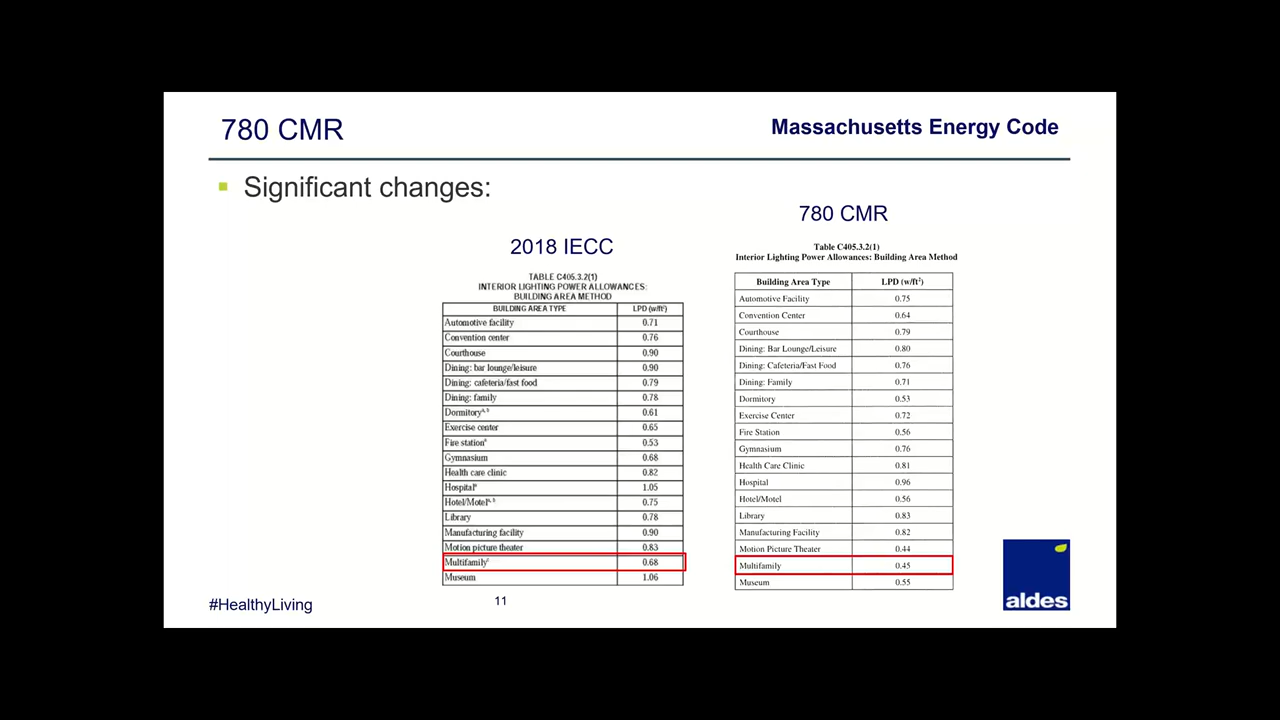 780 CMR
Massachusetts Energy Code
Significant changes:
2018 IECC
TABLE C405.3.2(1)
INTERIOR LIGHTING POWER ALLOWANCES:
BUILDING AREA METHOD
BUILDING AREA TYPE LPD (w/ft²)
Automotive facility 0.71
Convention center 0.76
Courthouse 0.90
Dining: bar lounge/leisure 0.90
Dining: cafeteria/fast food 0.79
Dining: family 0.78
Dormitoryᵃ,ᵇ 0.61
Exercise center 0.65
Fire stationᵃ 0.53
Gymnasium 0.68
Health care clinic 0.82
Hospitalᵃ 1.05
Hotel/Motelᵃ,ᵇ 0.75
Library 0.78
Manufacturing facility 0.90
Motion picture theater 0.83
Multifamilyᶜ 0.68
Museum 1.06
780 CMR
Table C405.3.2(1)
Interior Lighting Power Allowances: Building Area Method
Building Area Type LPD (w/ft²)
Automotive Facility 0.75
Convention Center 0.64
Courthouse 0.79
Dining: Bar Lounge/Leisure 0.80
Dining: Cafeteria/Fast Food 0.76
Dining: Family 0.71
Dormitory 0.53
Exercise Center 0.72
Fire Station 0.56
Gymnasium 0.76
Health Care Clinic 0.81
Hospital 0.96
Hotel/Motel 0.56
Library 0.83
Manufacturing Facility 0.82
Motion Picture Theater 0.44
Multifamily 0.45
Museum 0.55
#HealthyLiving
11
aldes